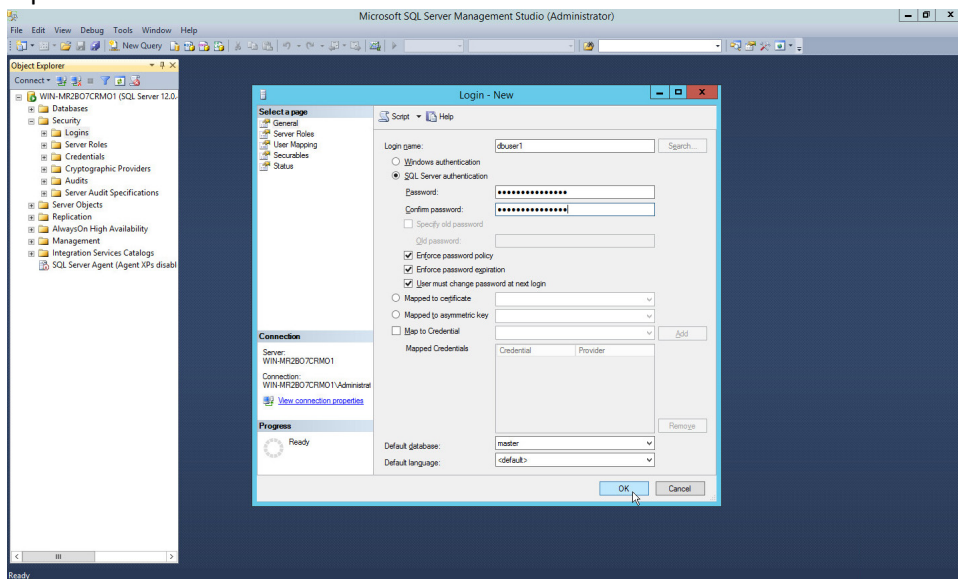 Microsoft SQL Server Management Studio (Administrator)
File Edit View Debug Tools Window Help
New Query
Object Explorer
Connect
WIN-MR2BO7CRMO1 (SQL Server 12.0.
Databases
Security
Logins
Server Roles
Credentials
Cryptographic Providers
Audits
Server Audit Specifications
Server Objects
Replication
AlwaysOn High Availability
Management
Integration Services Catalogs
SQL Server Agent (Agent XPs disabl
Login - New
Select a page
General
Server Roles
User Mapping
Securables
Status
Script Help
Login name: dbuser1 Search...
Windows authentication
SQL Server authentication
Password: •••••••••••••••
Confirm password: •••••••••••••••
Specify old password
Old password:
Enforce password policy
Enforce password expiration
User must change password at next login
Mapped to certificate
Mapped to asymmetric key
Map to Credential Add
Mapped Credentials Credential Provider
Remove
Default database: master
Default language: <default>
Connection
Server:
WIN-MR2BO7CRMO1
Connection:
WIN-MR2BO7CRMO1\Administrat
View connection properties
Progress
Ready
OK Cancel
Ready